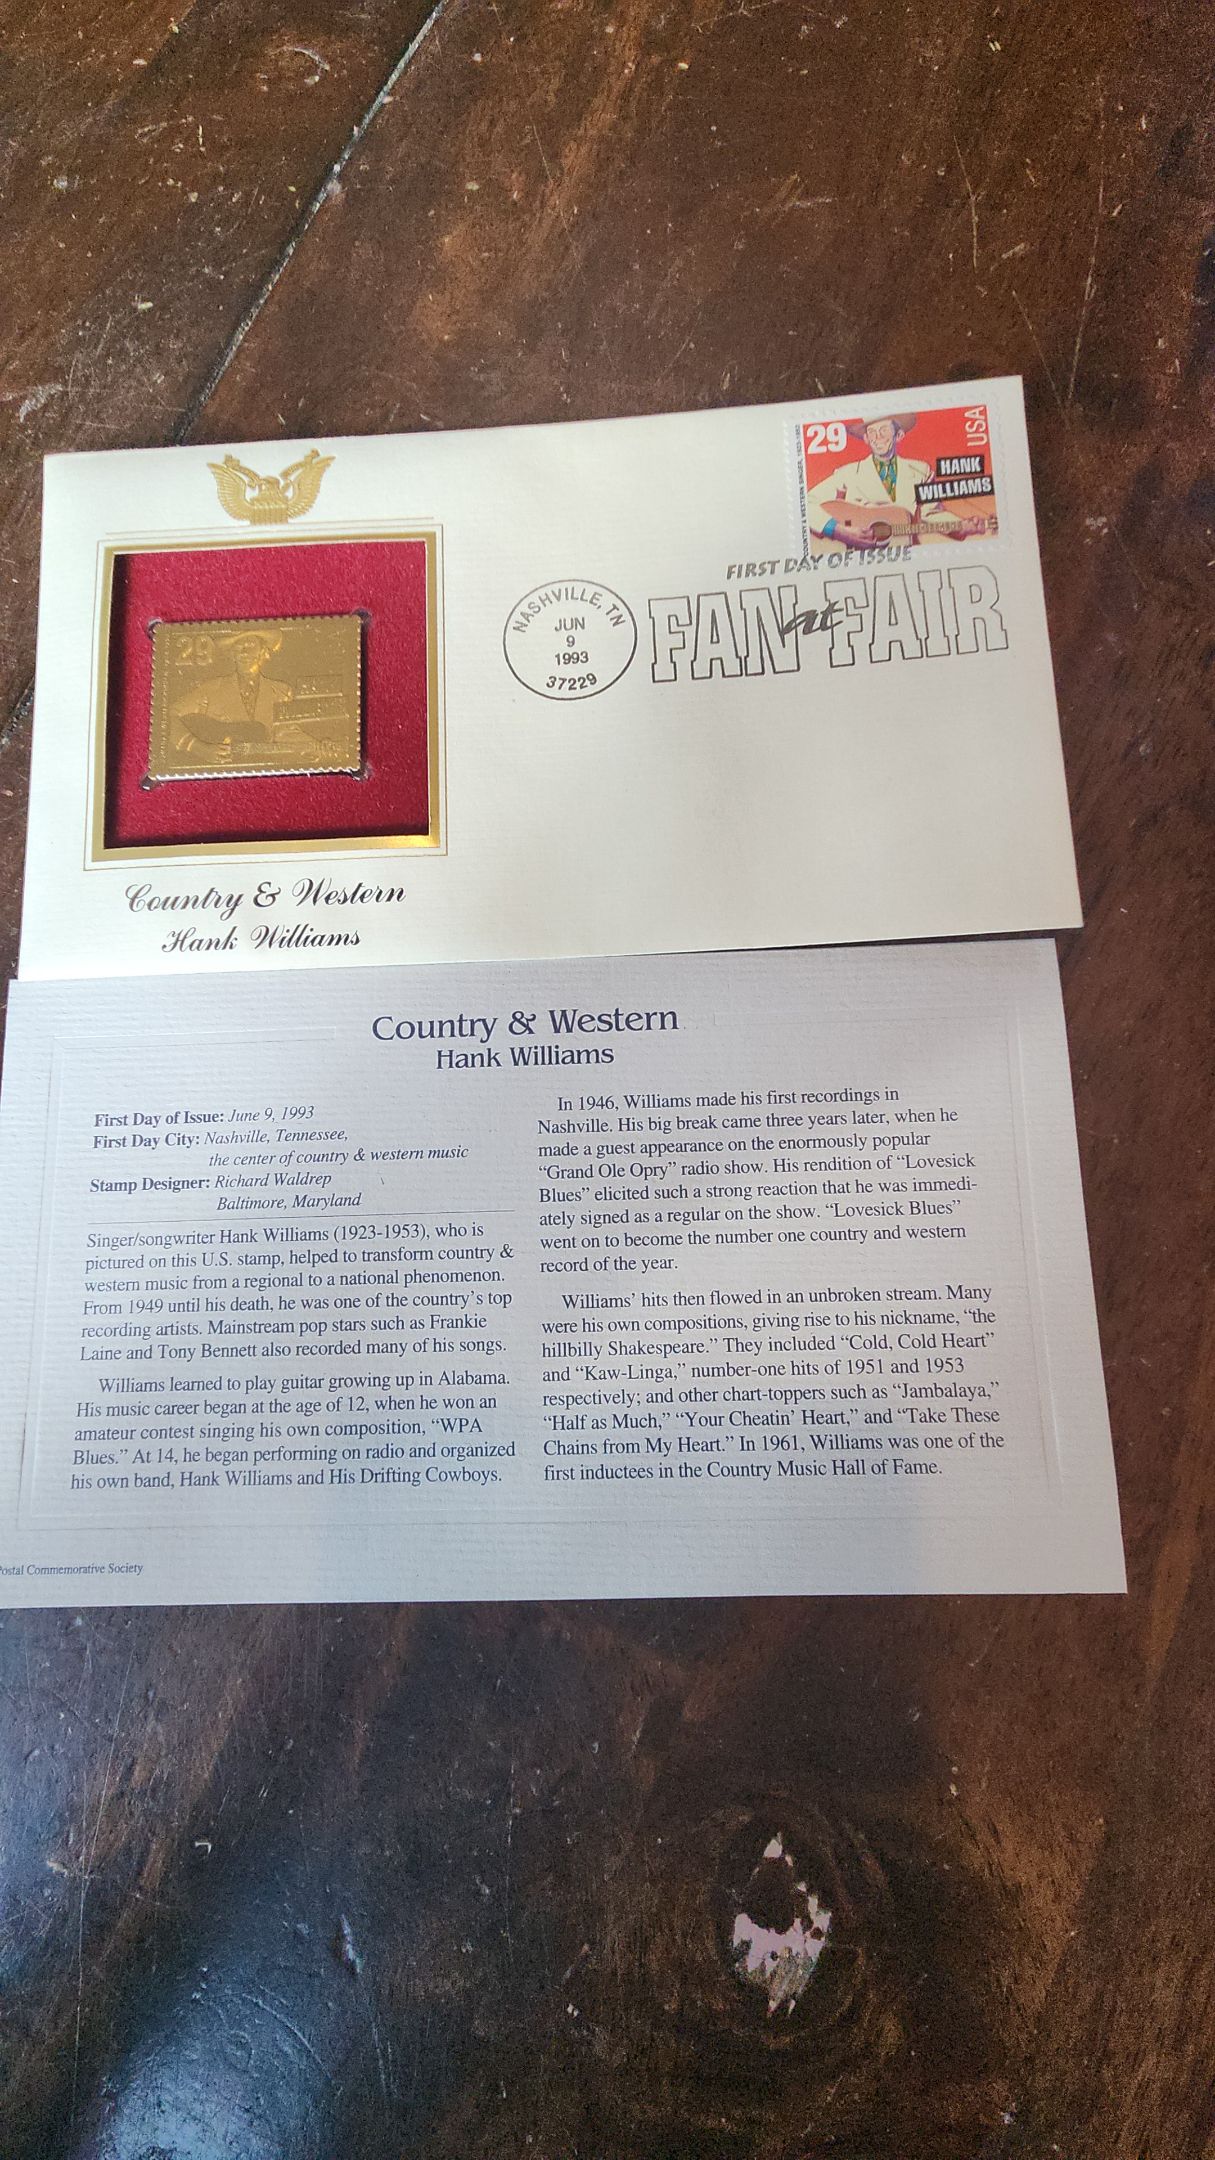 29
USA
HANK
WILLIAMS
COUNTRY & WESTERN SINGER, 1923-1953
FIRST DAY OF ISSUE
NASHVILLE, TN
JUN
9
1993
37229
FAN at FAIR
29
HANK
WILLIAMS
Country & Western
Hank Williams
Country & Western
Hank Williams
First Day of Issue: June 9, 1993
First Day City: Nashville, Tennessee,
the center of country & western music
Stamp Designer: Richard Waldrep
Baltimore, Maryland
Singer/songwriter Hank Williams (1923-1953), who is
pictured on this U.S. stamp, helped to transform country &
western music from a regional to a national phenomenon.
From 1949 until his death, he was one of the country's top
recording artists. Mainstream pop stars such as Frankie
Laine and Tony Bennett also recorded many of his songs.
Williams learned to play guitar growing up in Alabama.
His music career began at the age of 12, when he won an
amateur contest singing his own composition, “WPA
Blues.” At 14, he began performing on radio and organized
his own band, Hank Williams and His Drifting Cowboys.
In 1946, Williams made his first recordings in
Nashville. His big break came three years later, when he
made a guest appearance on the enormously popular
“Grand Ole Opry” radio show. His rendition of “Lovesick
Blues” elicited such a strong reaction that he was immedi-
ately signed as a regular on the show. “Lovesick Blues”
went on to become the number one country and western
record of the year.
Williams’ hits then flowed in an unbroken stream. Many
were his own compositions, giving rise to his nickname, “the
hillbilly Shakespeare.” They included “Cold, Cold Heart”
and “Kaw-Linga,” number-one hits of 1951 and 1953
respectively; and other chart-toppers such as “Jambalaya,”
“Half as Much,” “Your Cheatin’ Heart,” and “Take These
Chains from My Heart.” In 1961, Williams was one of the
first inductees in the Country Music Hall of Fame.
Postal Commemorative Society